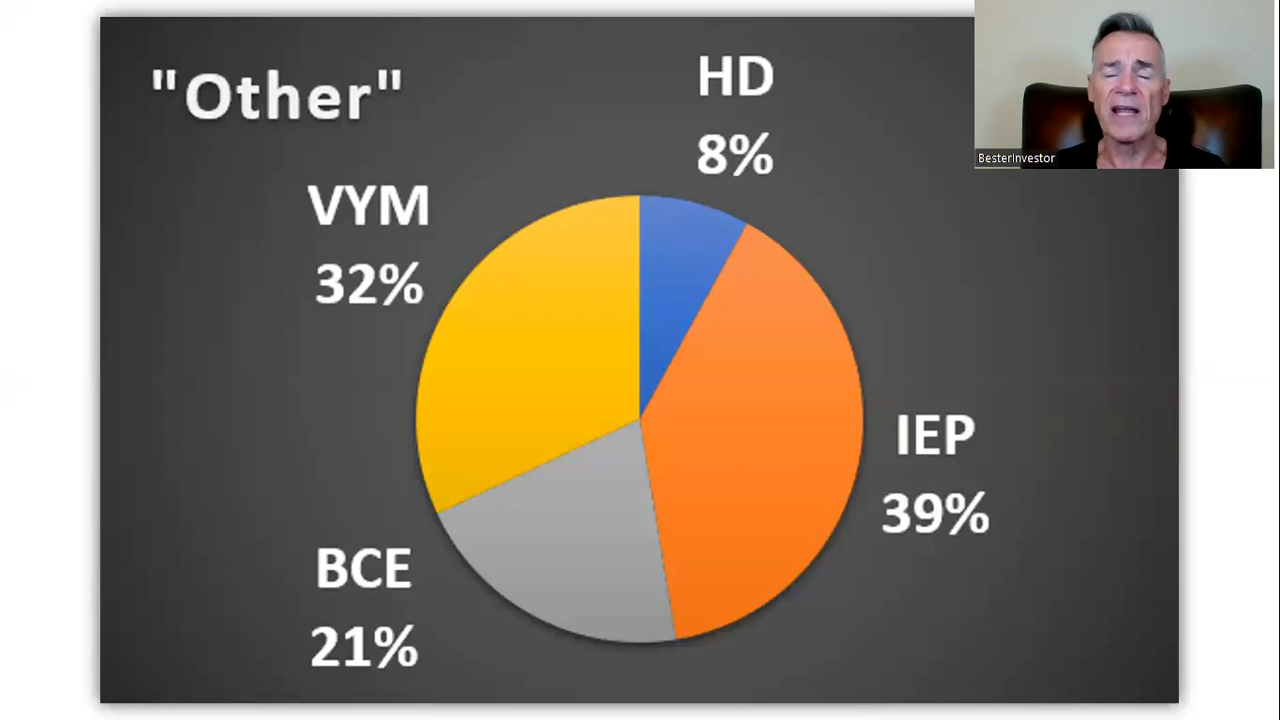 "Other"
HD
8%
BesterInvestor
VYM
32%
IEP
39%
BCE
21%